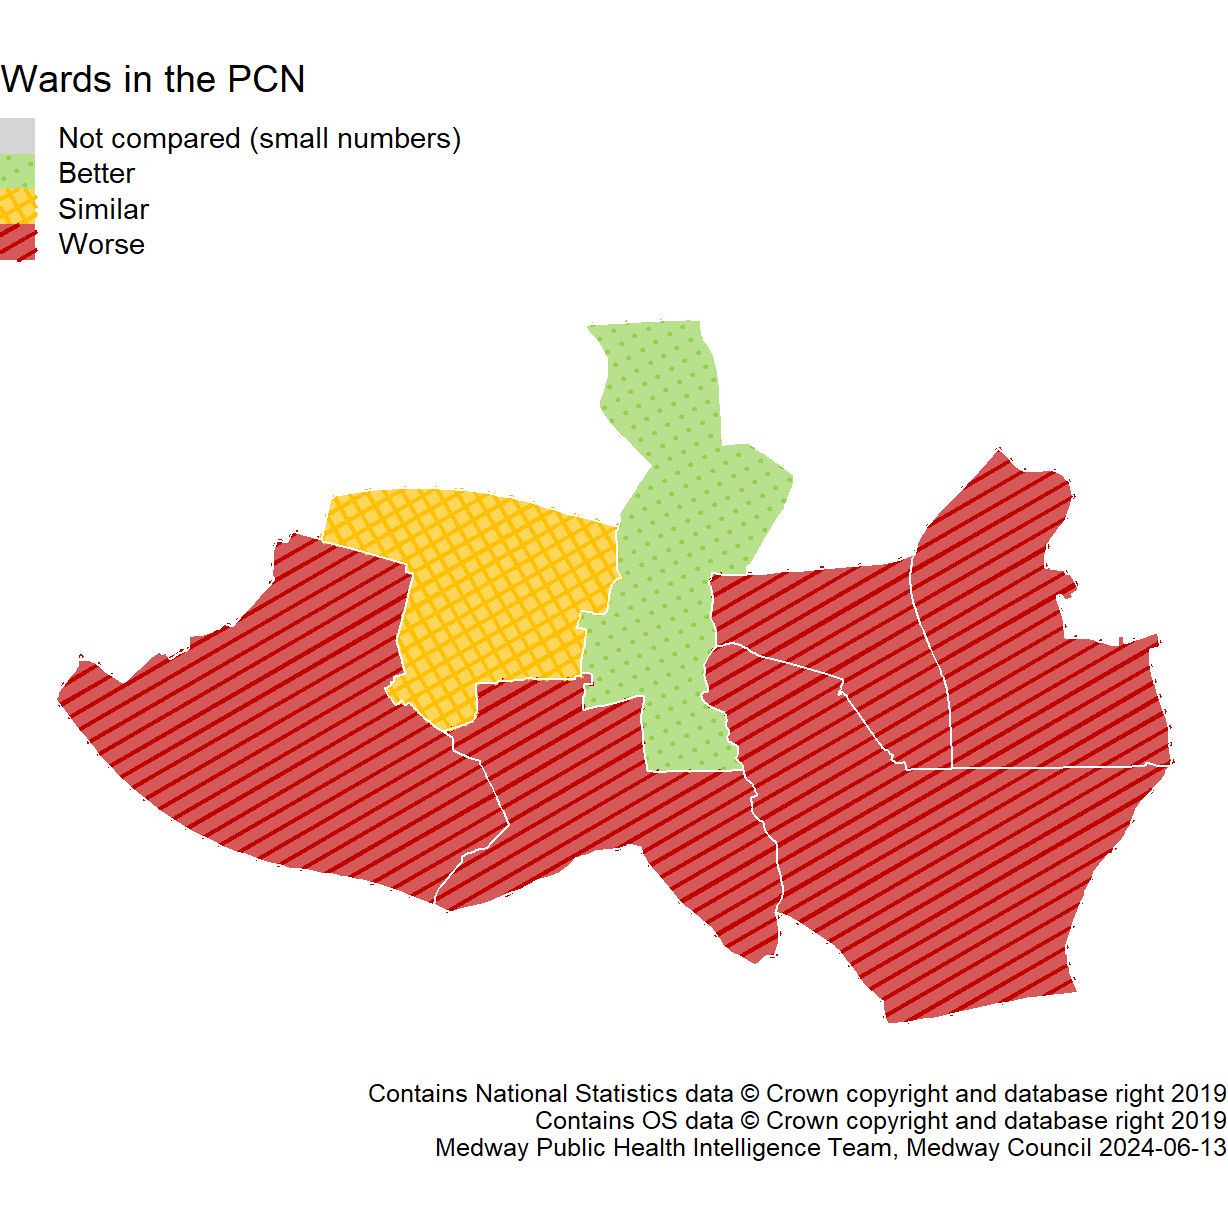 Wards in the PCN
Not compared (small numbers)
Better
Similar
Worse
Contains National Statistics data © Crown copyright and database right 2019
Contains OS data © Crown copyright and database right 2019
Medway Public Health Intelligence Team, Medway Council 2024-06-13